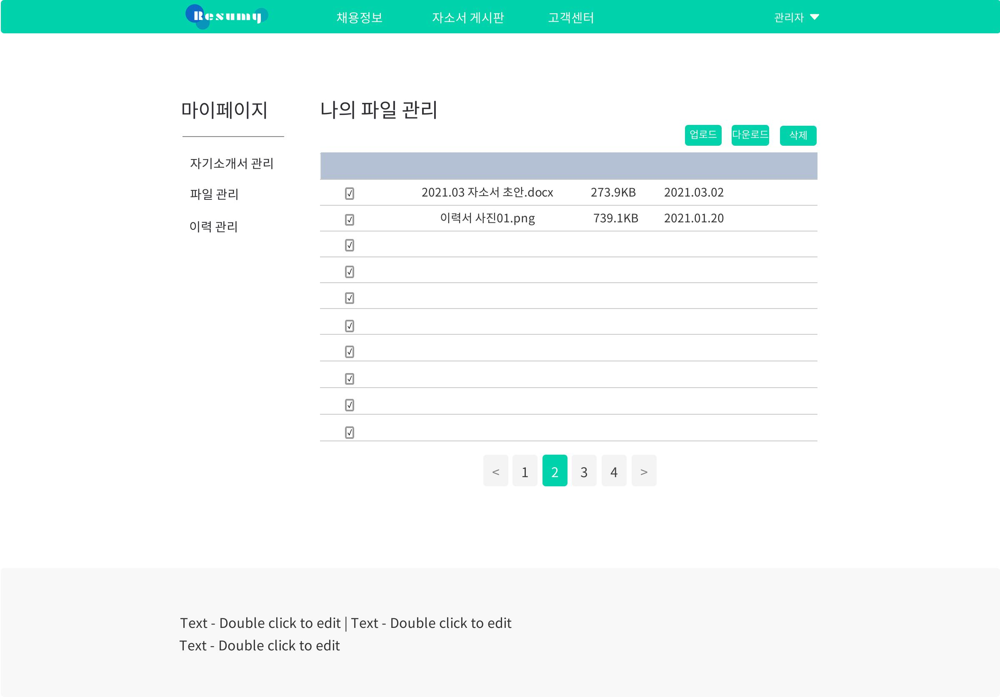 Resumy 채용정보 자소서 게시판 고객센터 관리자
마이페이지
나의 파일 관리
업로드 다운로드 삭제
자기소개서 관리
파일 관리
이력 관리
2021.03 자소서 초안.docx 273.9KB 2021.03.02
이력서 사진01.png 739.1KB 2021.01.20
< 1 2 3 4 >
Text - Double click to edit | Text - Double click to edit
Text - Double click to edit